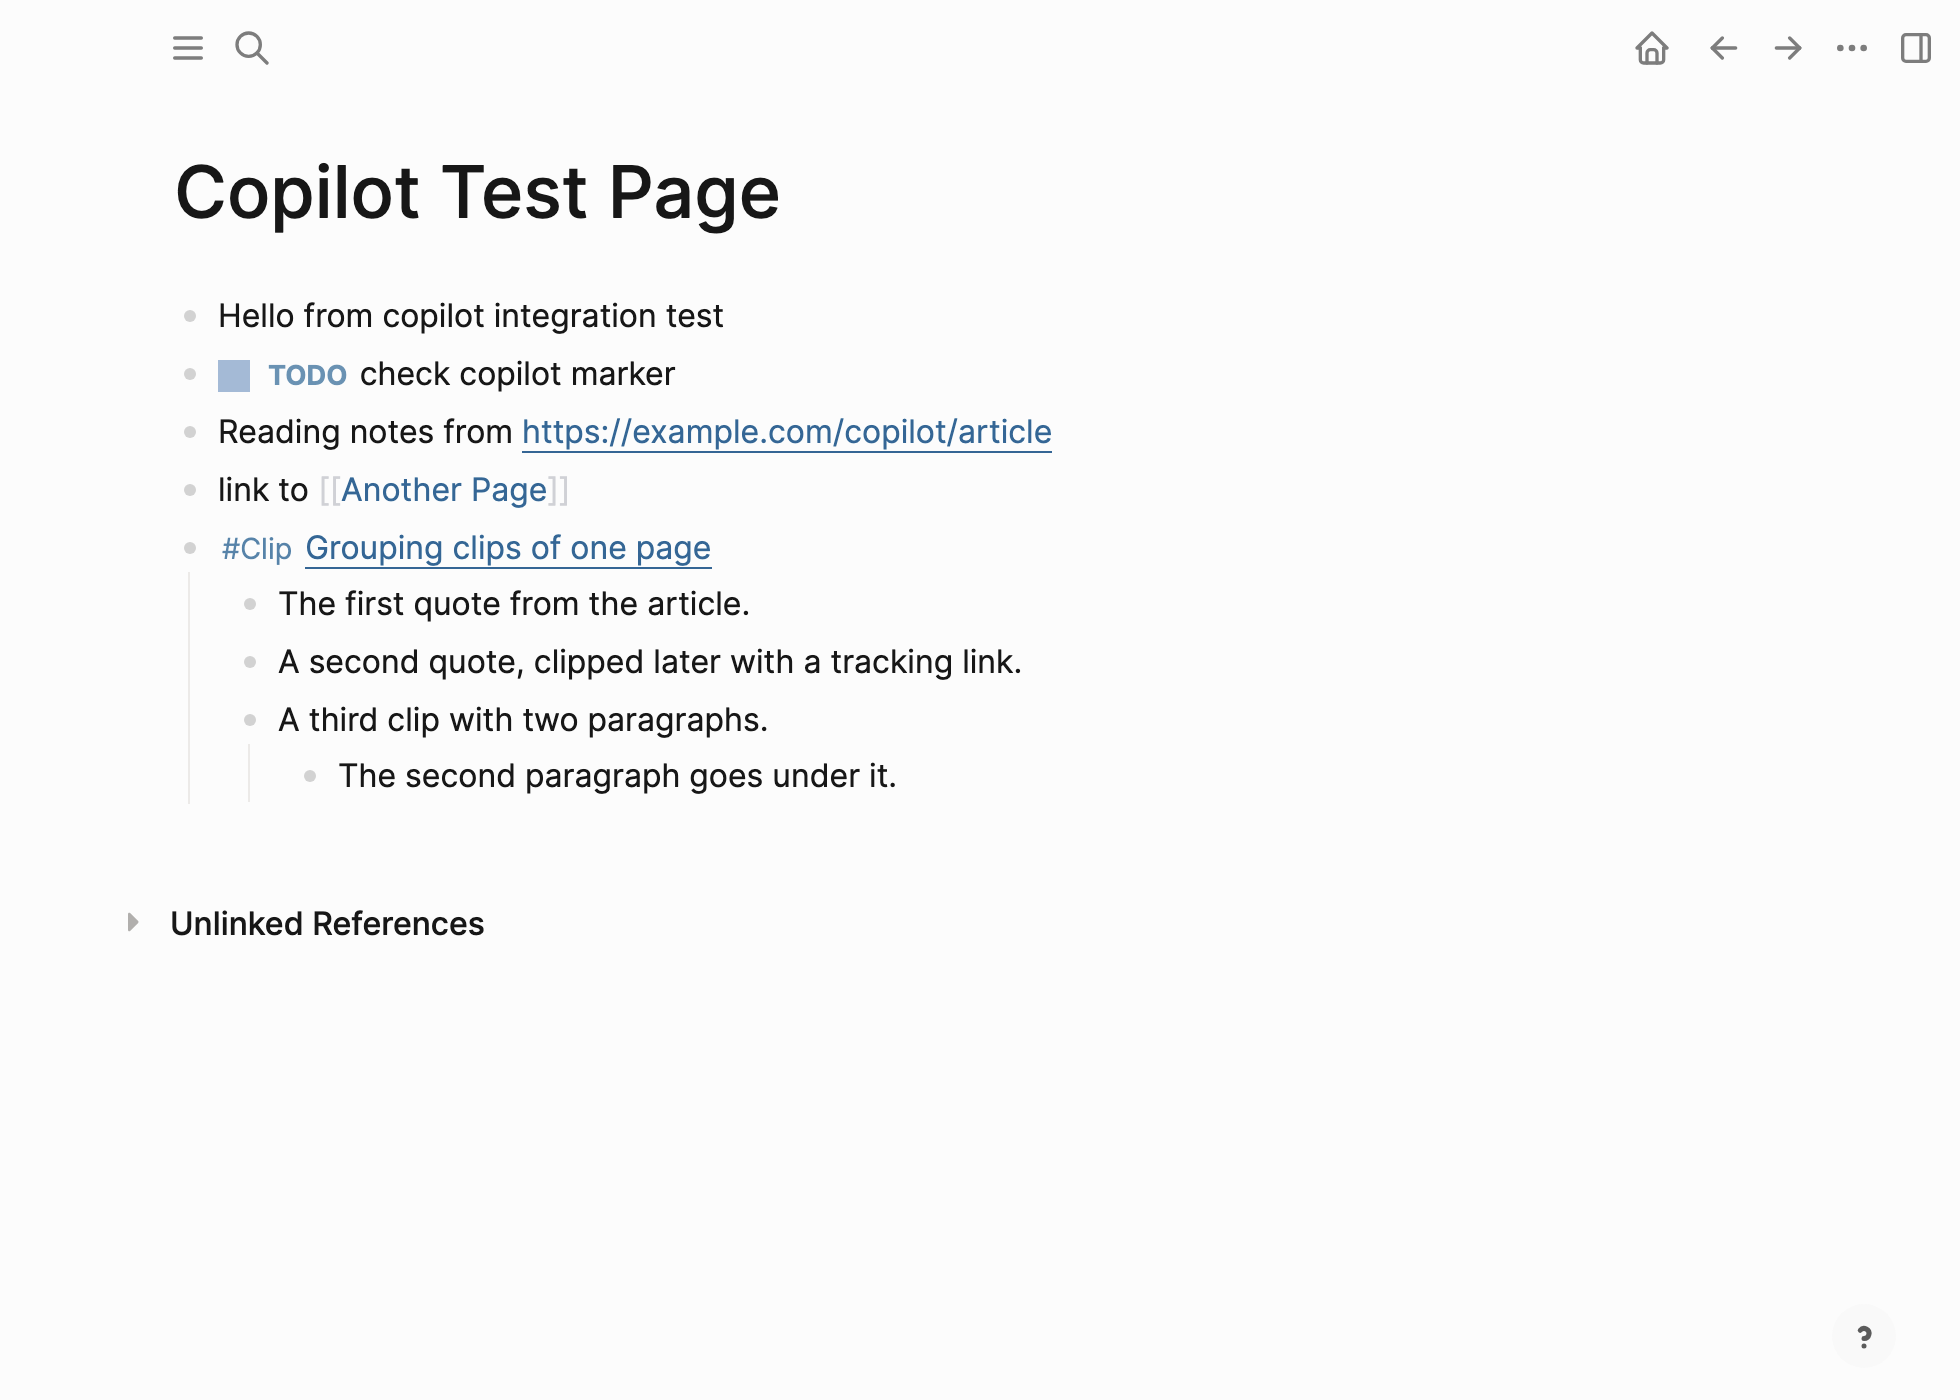 Copilot Test Page
Hello from copilot integration test
TODO check copilot marker
Reading notes from https://example.com/copilot/article
link to [[Another Page]]
#Clip Grouping clips of one page
The first quote from the article.
A second quote, clipped later with a tracking link.
A third clip with two paragraphs.
The second paragraph goes under it.
Unlinked References
?